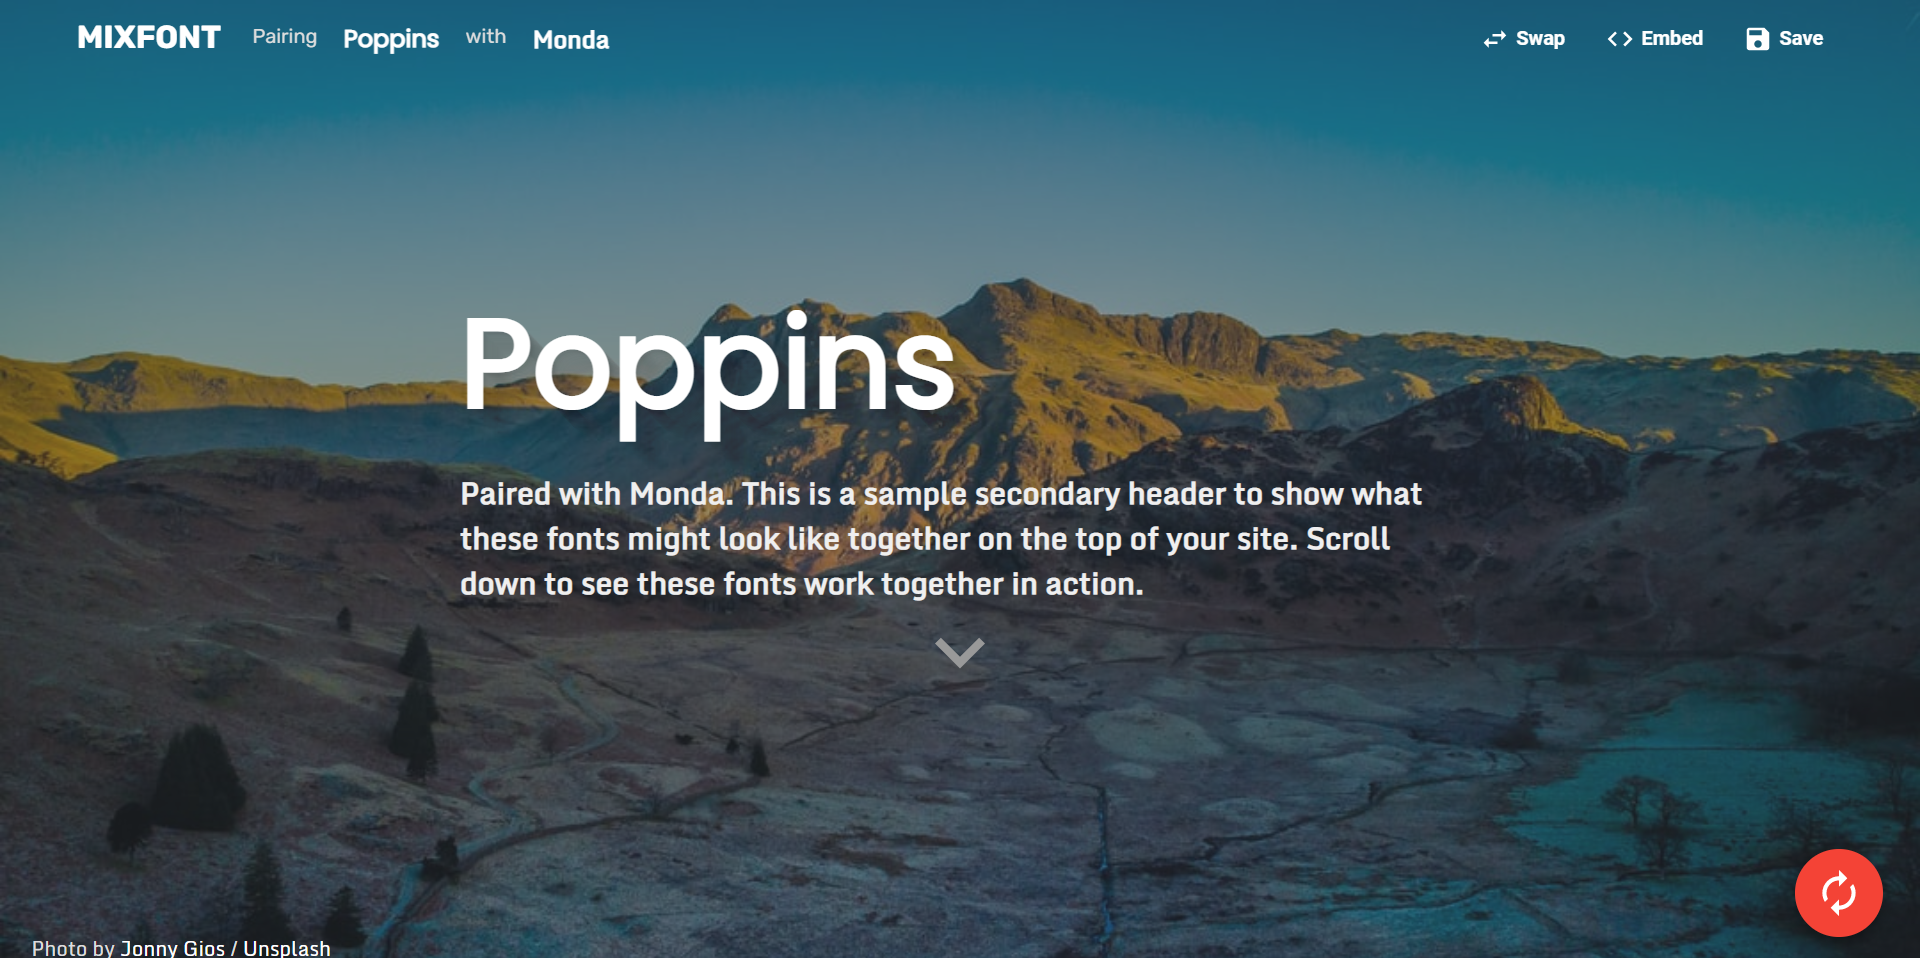 MIXFONT Pairing Poppins with Monda Swap Embed Save
Poppins
Paired with Monda. This is a sample secondary header to show what
these fonts might look like together on the top of your site. Scroll
down to see these fonts work together in action.
Photo by Jonny Gios / Unsplash